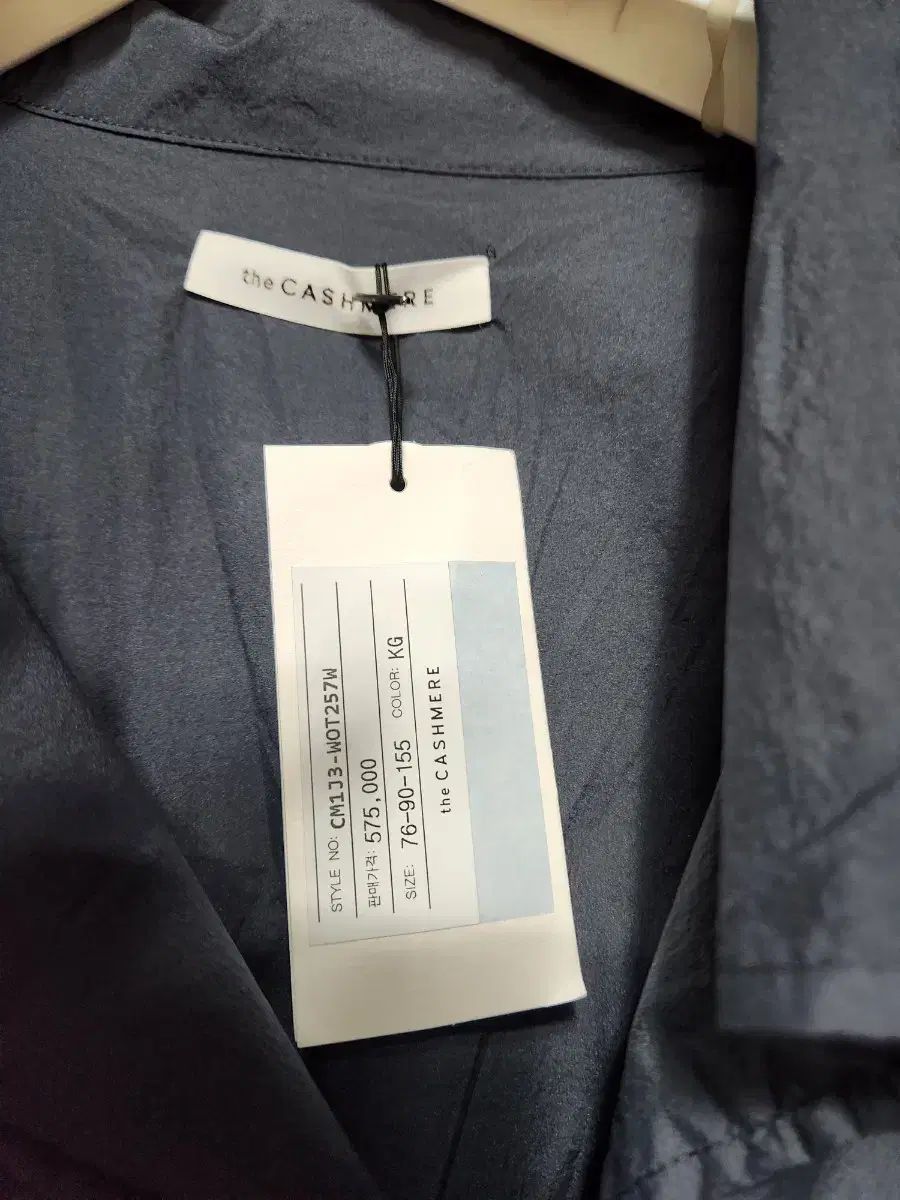 the CASHMERE
STYLE NO: CM1J3-WOT257W
판매가격: 575,000
SIZE: 76-90-155 COLOR: KG
the CASHMERE